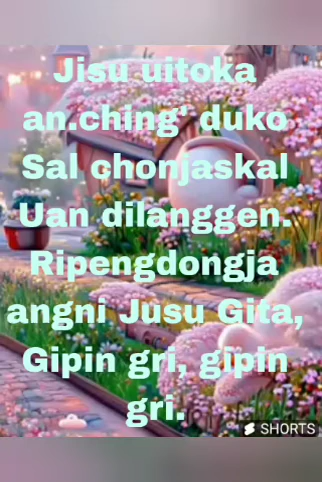 Jisu uitoka
an.ching' duko
Sal chonjaskal
Uan dilanggen.
Ripengdongja
angni Jusu Gita,
Gipin gri, gipin
gri.
SHORTS